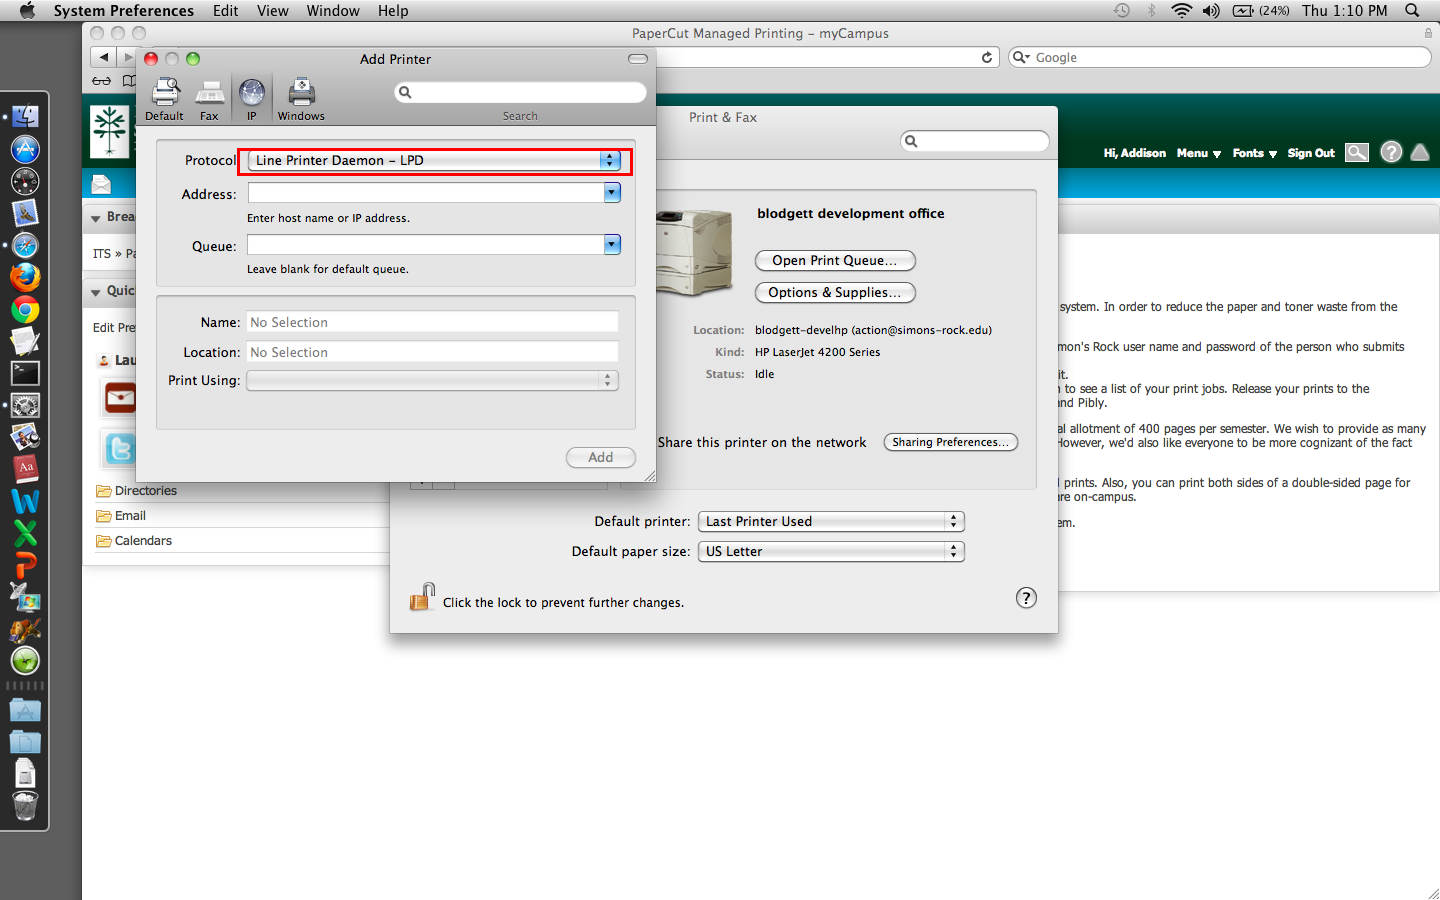 System Preferences Edit View Window Help
(24%) Thu 1:10 PM
PaperCut Managed Printing – myCampus
Google
Add Printer
Default Fax IP Windows
Search
Protocol
Line Printer Daemon – LPD
Address:
Enter host name or IP address.
Queue:
Leave blank for default queue.
Name: No Selection
Location: No Selection
Print Using:
Add
Print & Fax
blodgett development office
Open Print Queue...
Options & Supplies...
Location: blodgett-develhp (action@simons-rock.edu)
Kind: HP LaserJet 4200 Series
Status: Idle
Share this printer on the network
Sharing Preferences...
Default printer: Last Printer Used
Default paper size: US Letter
Click the lock to prevent further changes.
?
Hi, Addison Menu Fonts Sign Out
?
Brea
ITS » Pa
Quic
Edit Pre
Lau
Directories
Email
Calendars
system. In order to reduce the paper and toner waste from the
mon's Rock user name and password of the person who submits
it.
n to see a list of your print jobs. Release your prints to the
nd Pibly.
al allotment of 400 pages per semester. We wish to provide as many
However, we'd also like everyone to be more cognizant of the fact
prints. Also, you can print both sides of a double-sided page for
re on-campus.
em.
Aa